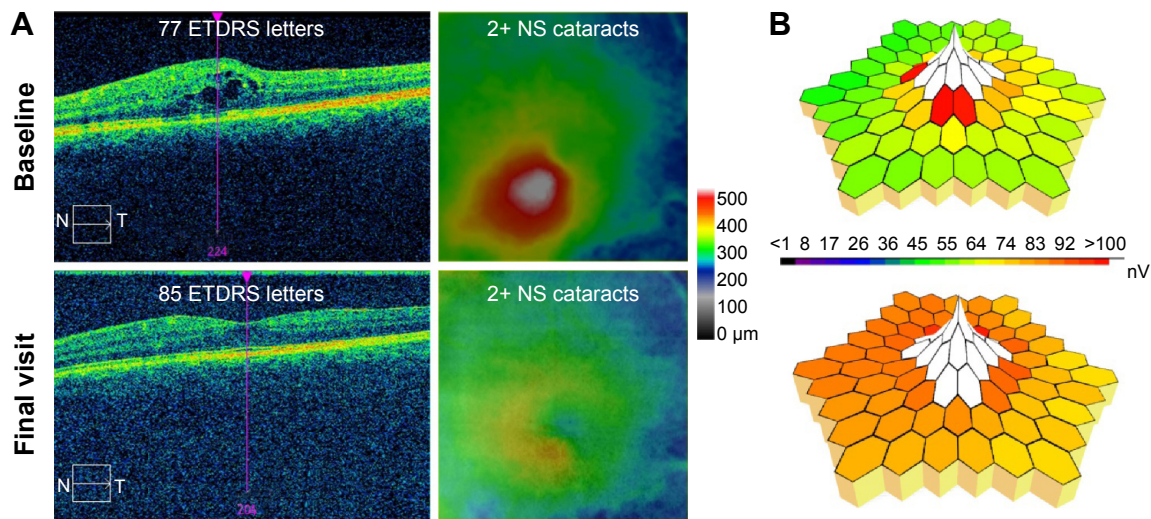 A
B
Baseline
77 ETDRS letters
2+ NS cataracts
N
T
224
500
400
300
200
100
0 µm
<1 8 17 26 36 45 55 64 74 83 92 >100
nV
Final visit
85 ETDRS letters
2+ NS cataracts
N
T